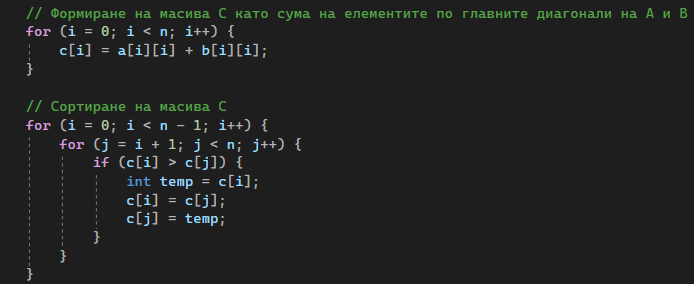 // Формиране на масива C като сума на елементите по главните диагонали на A и B
for (i = 0; i < n; i++) {
    c[i] = a[i][i] + b[i][i];
}
// Сортиране на масива C
for (i = 0; i < n - 1; i++) {
    for (j = i + 1; j < n; j++) {
        if (c[i] > c[j]) {
            int temp = c[i];
            c[i] = c[j];
            c[j] = temp;
        }
    }
}